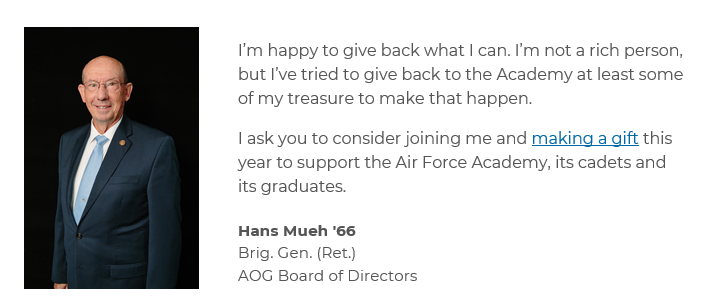 I’m happy to give back what I can. I’m not a rich person,
but I’ve tried to give back to the Academy at least some
of my treasure to make that happen.
I ask you to consider joining me and making a gift this
year to support the Air Force Academy, its cadets and
its graduates.
Hans Mueh '66
Brig. Gen. (Ret.)
AOG Board of Directors